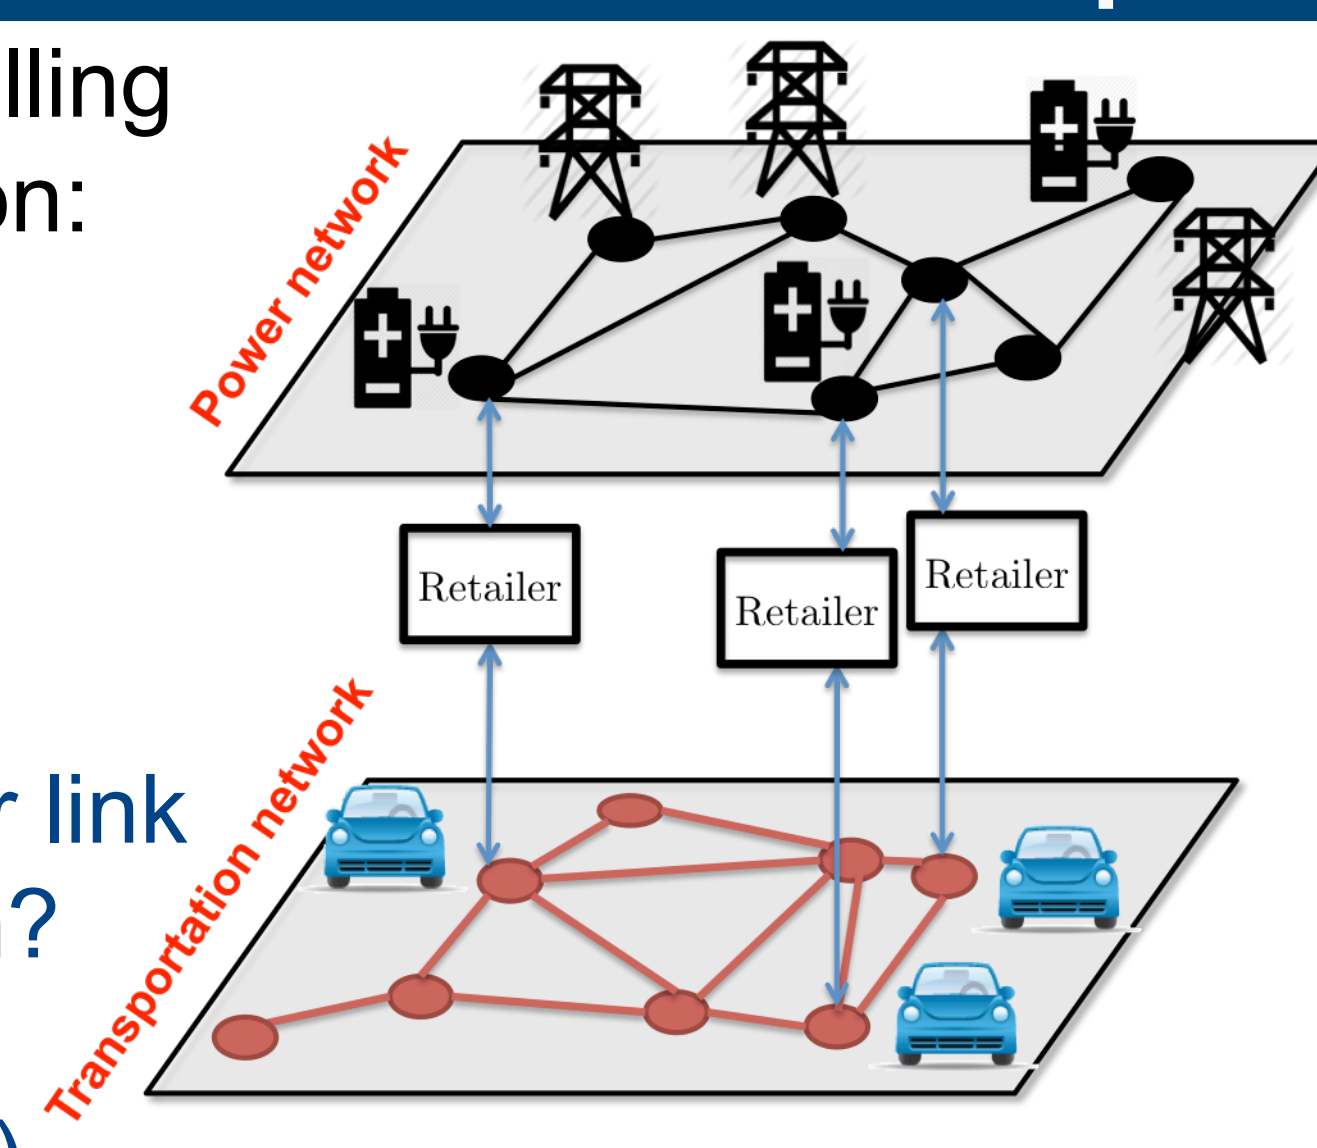 lling
on:
Power network
Retailer
Retailer
Retailer
Transportation network
r link
?
)